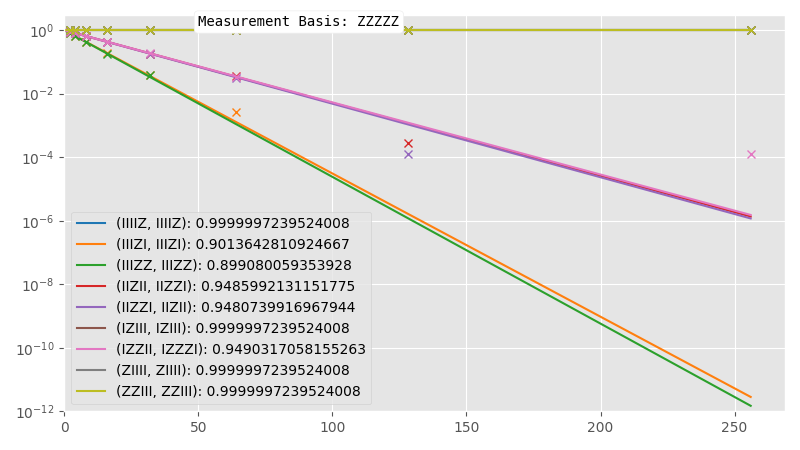 Measurement Basis: ZZZZZ
10^0
10^-2
10^-4
10^-6
10^-8
10^-10
10^-12
(IIIIZ, IIIIZ): 0.9999997239524008
(IIIZI, IIIZI): 0.9013642810924667
(IIIZZ, IIIZZ): 0.899080059353928
(IIZII, IIZZI): 0.9485992131151775
(IIZZI, IIZII): 0.9480739916967944
(IZIII, IZIII): 0.9999997239524008
(IZZII, IZZZI): 0.9490317058155263
(ZIIII, ZIIII): 0.9999997239524008
(ZZIII, ZZIII): 0.9999997239524008
0 50 100 150 200 250